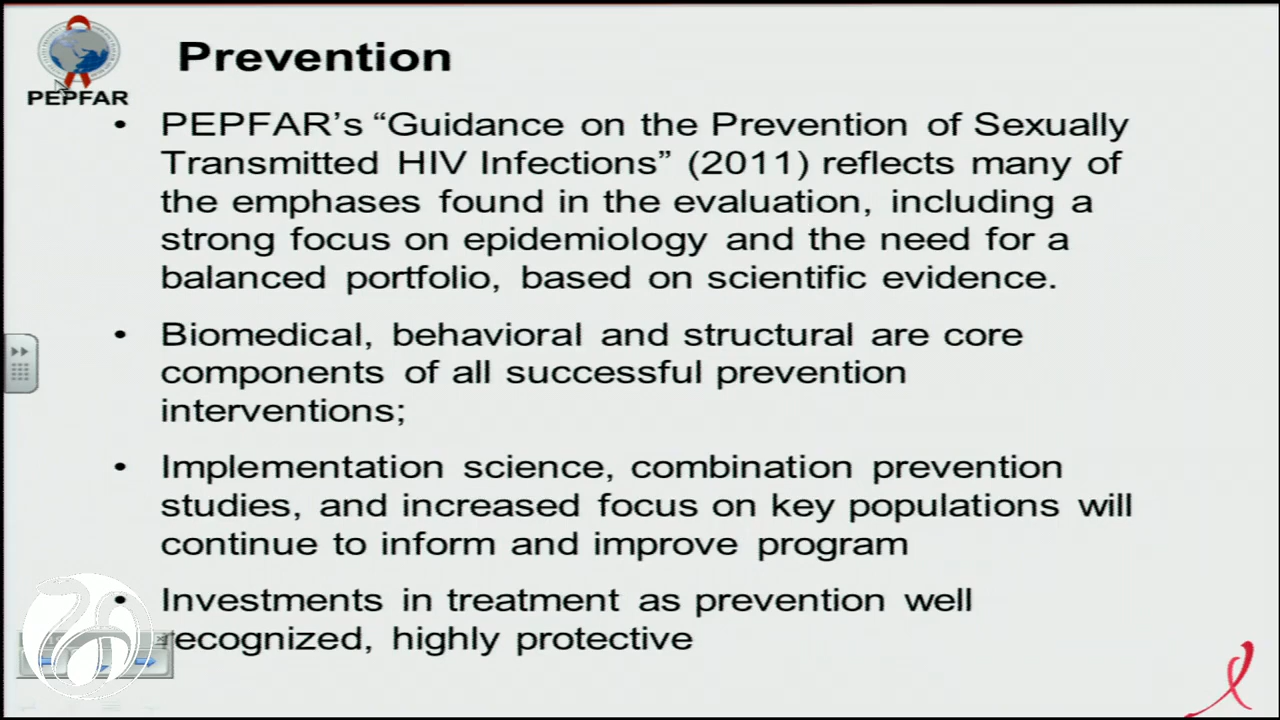 Prevention
PEPFAR
• PEPFAR's “Guidance on the Prevention of Sexually
Transmitted HIV Infections” (2011) reflects many of
the emphases found in the evaluation, including a
strong focus on epidemiology and the need for a
balanced portfolio, based on scientific evidence.
• Biomedical, behavioral and structural are core
components of all successful prevention
interventions;
• Implementation science, combination prevention
studies, and increased focus on key populations will
continue to inform and improve program
• Investments in treatment as prevention well
recognized, highly protective